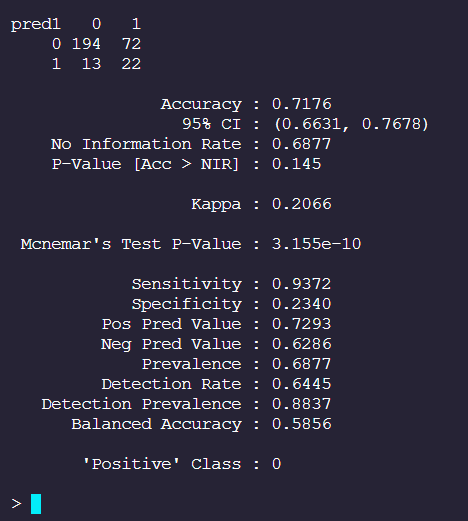 pred1   0   1
    0 194  72
    1  13  22

               Accuracy : 0.7176
                 95% CI : (0.6631, 0.7678)
    No Information Rate : 0.6877
    P-Value [Acc > NIR] : 0.145

                  Kappa : 0.2066

 Mcnemar's Test P-Value : 3.155e-10

            Sensitivity : 0.9372
            Specificity : 0.2340
         Pos Pred Value : 0.7293
         Neg Pred Value : 0.6286
             Prevalence : 0.6877
         Detection Rate : 0.6445
   Detection Prevalence : 0.8837
      Balanced Accuracy : 0.5856

       'Positive' Class : 0

>